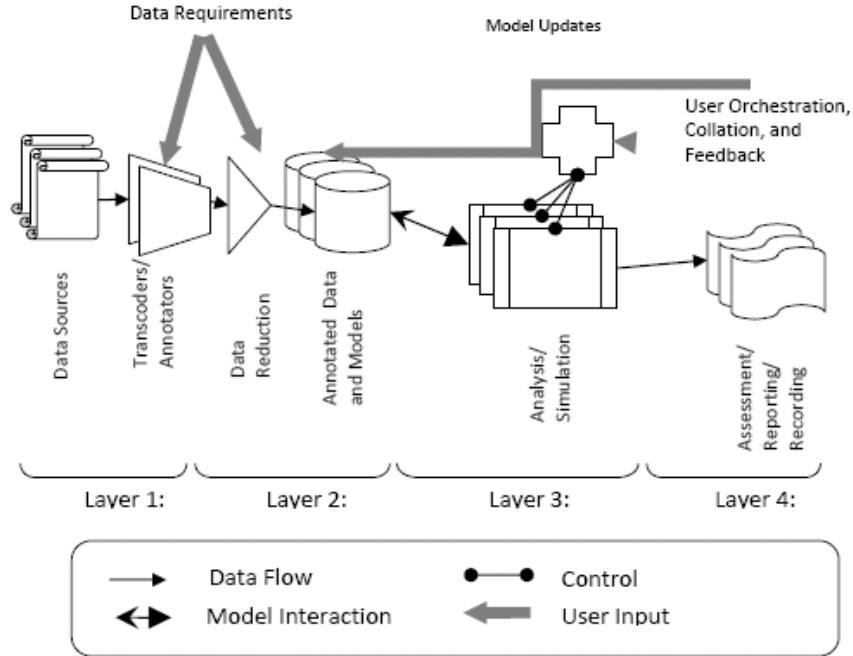 Data Requirements
Model Updates
User Orchestration,
Collation, and
Feedback
Data Sources
Transcoders/
Annotators
Data
Reduction
Annotated Data
and Models
Analysis/
Simulation
Assessment/
Reporting/
Recording
Layer 1:
Layer 2:
Layer 3:
Layer 4:
Data Flow
Control
Model Interaction
User Input